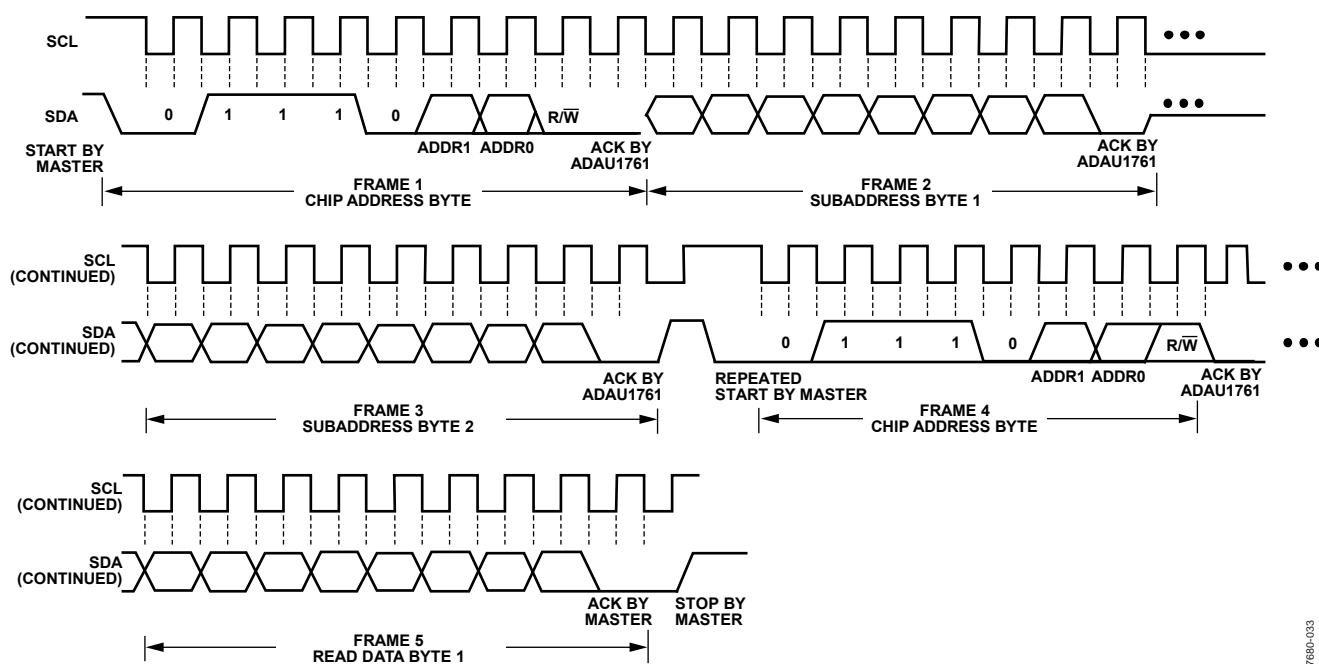 SCL
SDA
0 1 1 1 0 R/W̅
START BY
MASTER
ADDR1 ADDR0
ACK BY
ADAU1761
ACK BY
ADAU1761
FRAME 1
CHIP ADDRESS BYTE
FRAME 2
SUBADDRESS BYTE 1
SCL
(CONTINUED)
SDA
(CONTINUED)
0 1 1 1 0 R/W̅
ACK BY
ADAU1761
REPEATED
START BY MASTER
ADDR1 ADDR0
ACK BY
ADAU1761
FRAME 3
SUBADDRESS BYTE 2
FRAME 4
CHIP ADDRESS BYTE
SCL
(CONTINUED)
SDA
(CONTINUED)
ACK BY
MASTER
STOP BY
MASTER
FRAME 5
READ DATA BYTE 1
7680-033